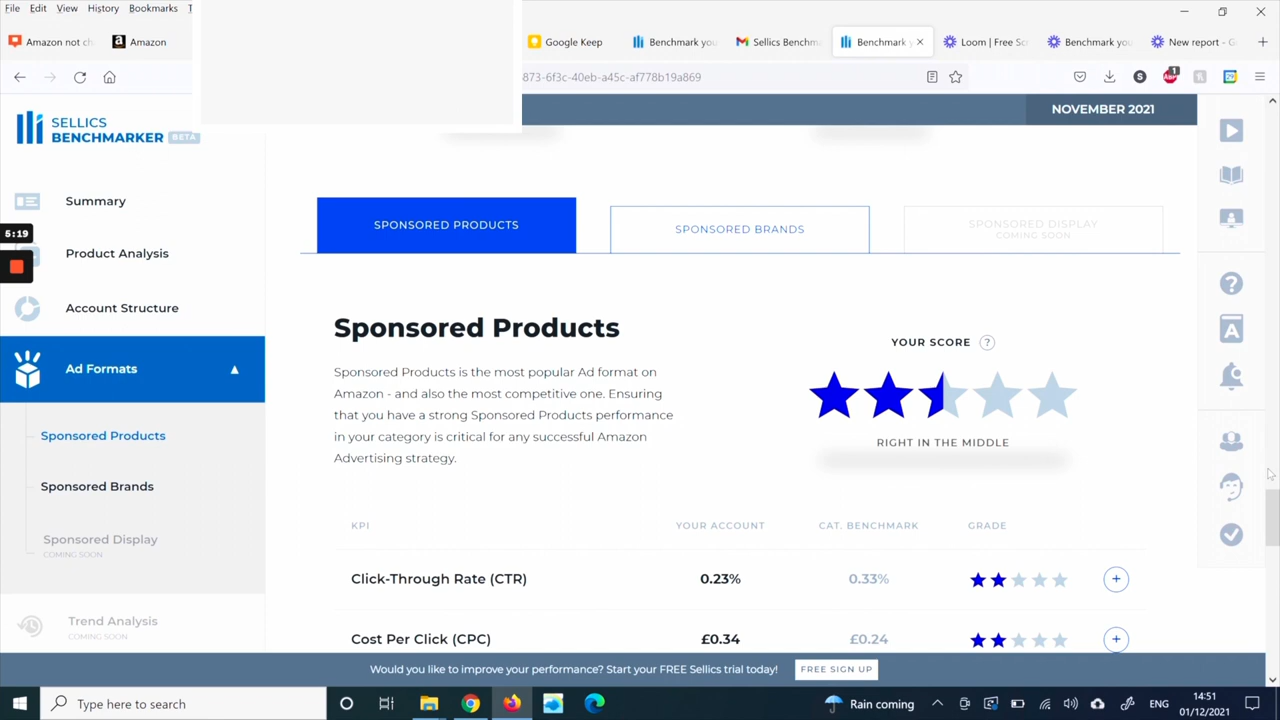 File Edit View History Bookmarks
Amazon not ch
Amazon
Google Keep
Benchmark you
Sellics Benchm
Benchmark y
Loom | Free Scr
Benchmark you
New report - G
873-6f3c-40eb-a45c-af778b19a869
1
SELLICS
BENCHMARKER BETA
NOVEMBER 2021
Summary
Product Analysis
Account Structure
Ad Formats
Sponsored Products
Sponsored Brands
Sponsored Display
COMING SOON
Trend Analysis
COMING SOON
5:19
SPONSORED PRODUCTS
SPONSORED BRANDS
SPONSORED DISPLAY
COMING SOON
Sponsored Products
Sponsored Products is the most popular Ad format on
Amazon - and also the most competitive one. Ensuring
that you have a strong Sponsored Products performance
in your category is critical for any successful Amazon
Advertising strategy.
YOUR SCORE ?
RIGHT IN THE MIDDLE
KPI YOUR ACCOUNT CAT. BENCHMARK GRADE
Click-Through Rate (CTR) 0.23% 0.33% +
Cost Per Click (CPC) £0.34 £0.24 +
Would you like to improve your performance? Start your FREE Sellics trial today! FREE SIGN UP
Type here to search
Rain coming
ENG
14:51
01/12/2021